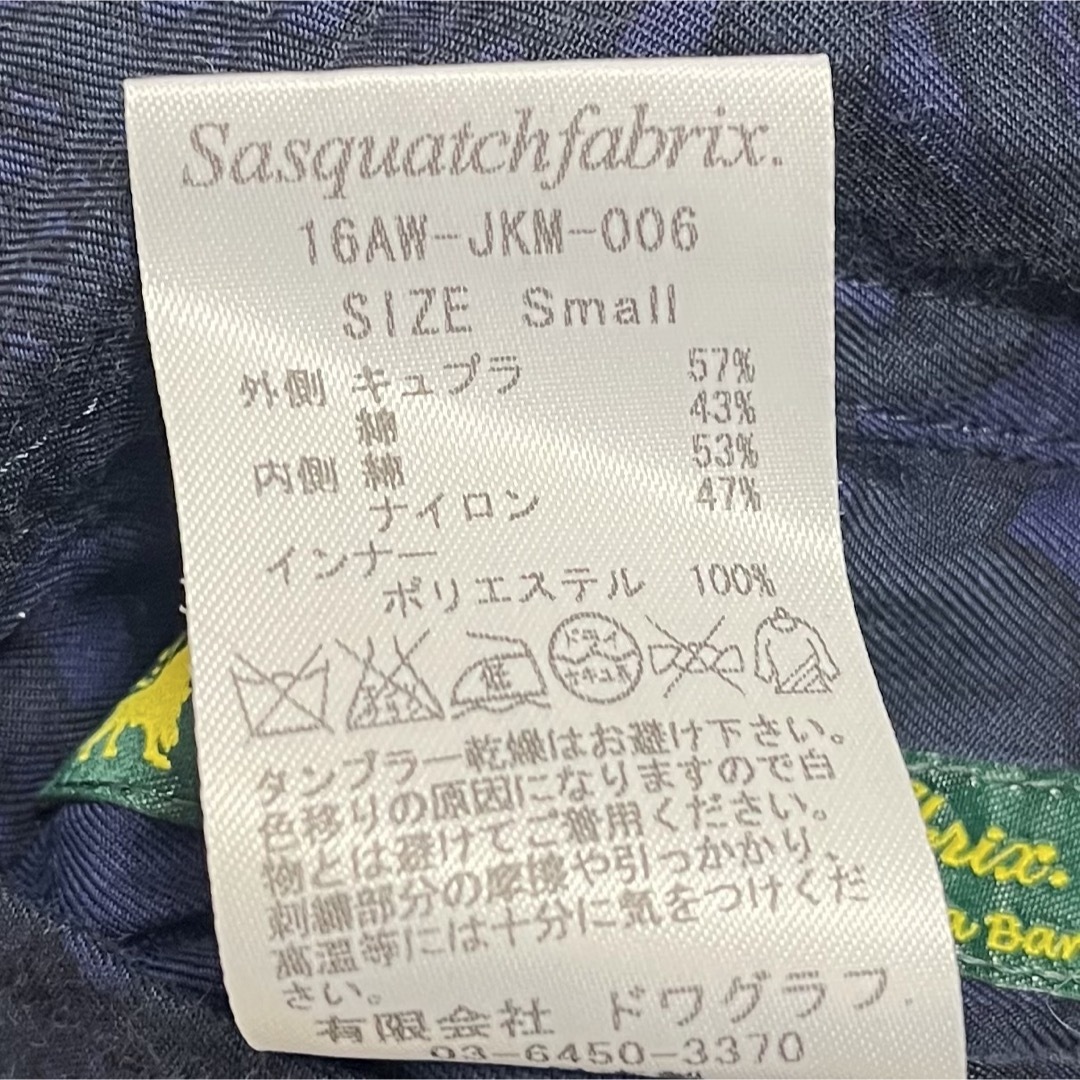 Sasquatchfabrix.
16AW-JKM-006
SIZE Small
外側 キュプラ 57%
綿 43%
内側 綿 53%
ナイロン 47%
インナー
ポリエステル 100%
低 ドライ
タンブラー乾燥はお避け下さい。
色移りの原因になりますので白
物とは避けてご着用ください。
刺繍部分の摩擦や引っかかり、
高温等には十分に気をつけくだ
さい。
有限会社 ドワグラフ
03-6450-3370
brix.
Bar